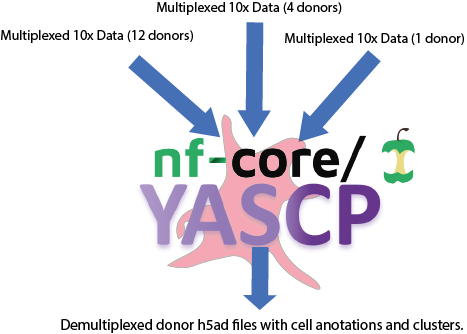 Multiplexed 10x Data (4 donors)
Multiplexed 10x Data (12 donors)
Multiplexed 10x Data (1 donor)
nf-core/
YASCP
Demultiplexed donor h5ad files with cell anotations and clusters.